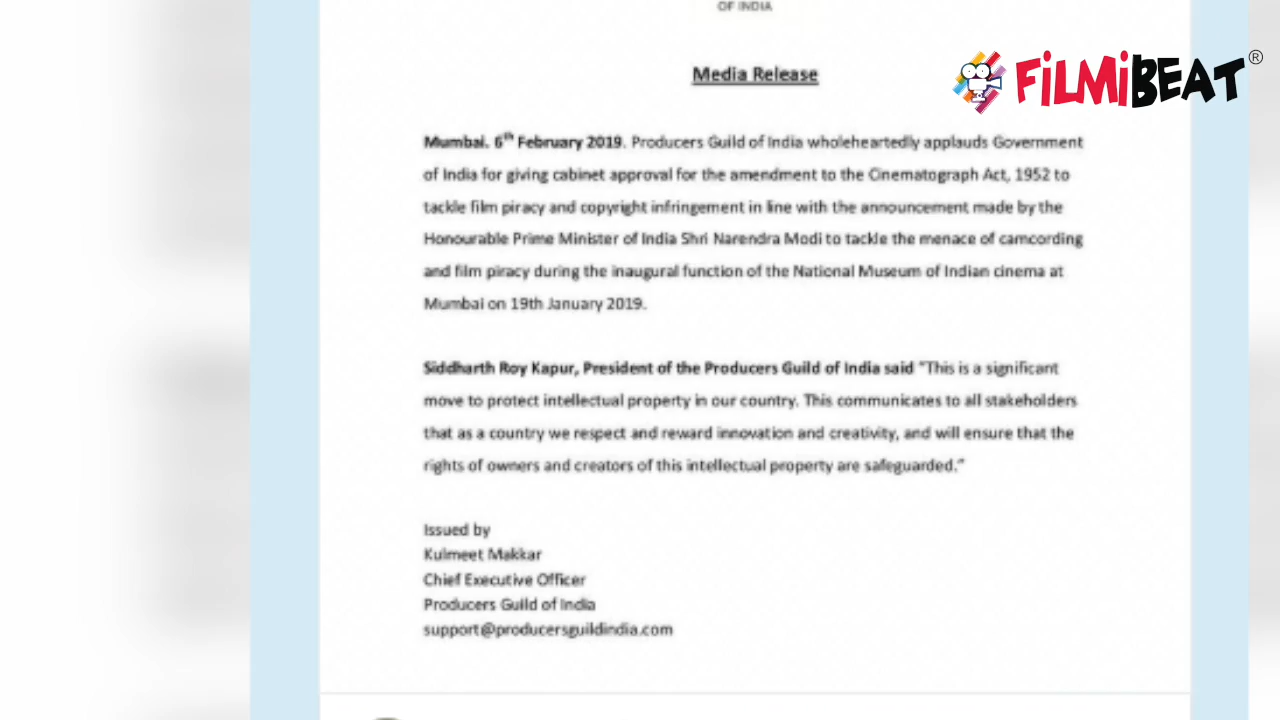 OF INDIA
FiLMiBEAT®
Media Release
Mumbai. 6th February 2019. Producers Guild of India wholeheartedly applauds Government
of India for giving cabinet approval for the amendment to the Cinematograph Act, 1952 to
tackle film piracy and copyright infringement in line with the announcement made by the
Honourable Prime Minister of India Shri Narendra Modi to tackle the menace of camcording
and film piracy during the inaugural function of the National Museum of Indian cinema at
Mumbai on 19th January 2019.
Siddharth Roy Kapur, President of the Producers Guild of India said "This is a significant
move to protect intellectual property in our country. This communicates to all stakeholders
that as a country we respect and reward innovation and creativity, and will ensure that the
rights of owners and creators of this intellectual property are safeguarded."
Issued by
Kulmeet Makkar
Chief Executive Officer
Producers Guild of India
support@producersguildindia.com